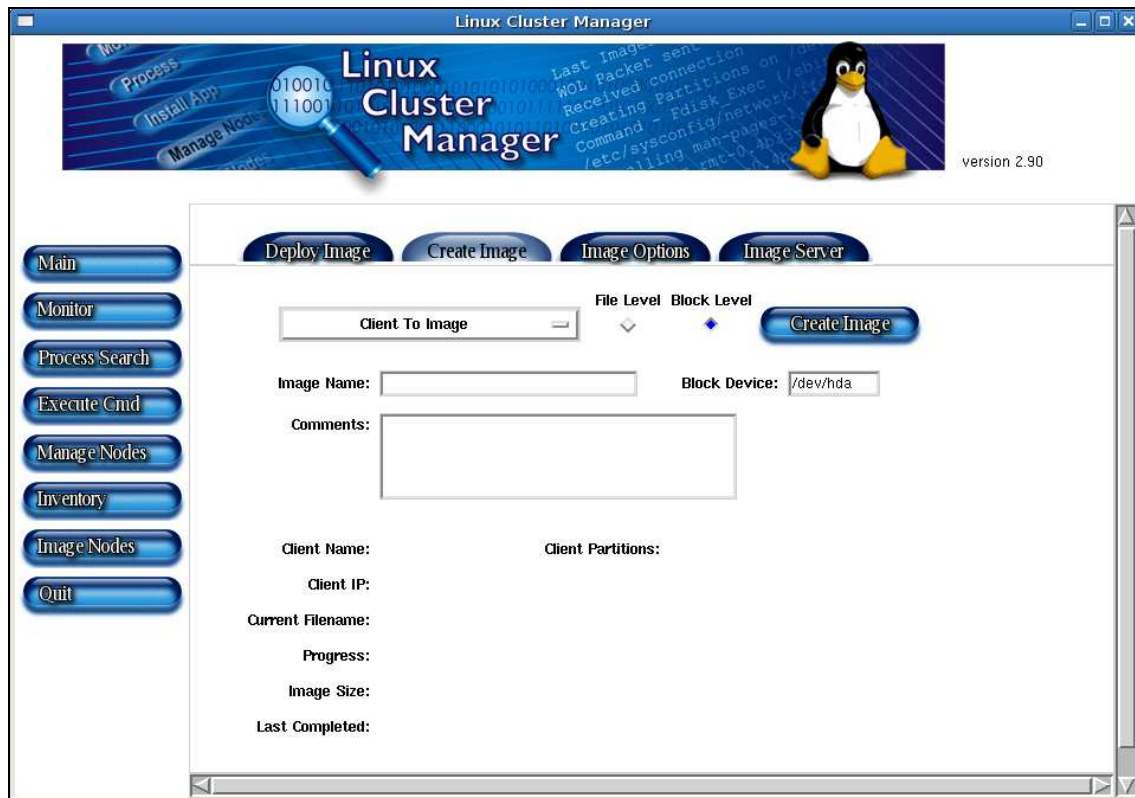 Linux Cluster Manager
Process
Install App
Manage Nodes
Linux
Cluster
Manager
Last Image
WOL Packet sent
Received connection
Creating Partitions on
Command - Fdisk Exec
/etc/sysconfig/network/
version 2.90
Deploy Image
Create Image
Image Options
Image Server
Main
Monitor
Process Search
Execute Cmd
Manage Nodes
Inventory
Image Nodes
Quit
Client To Image
File Level
Block Level
Create Image
Image Name:
Block Device: /dev/hda
Comments:
Client Name:
Client Partitions:
Client IP:
Current Filename:
Progress:
Image Size:
Last Completed: